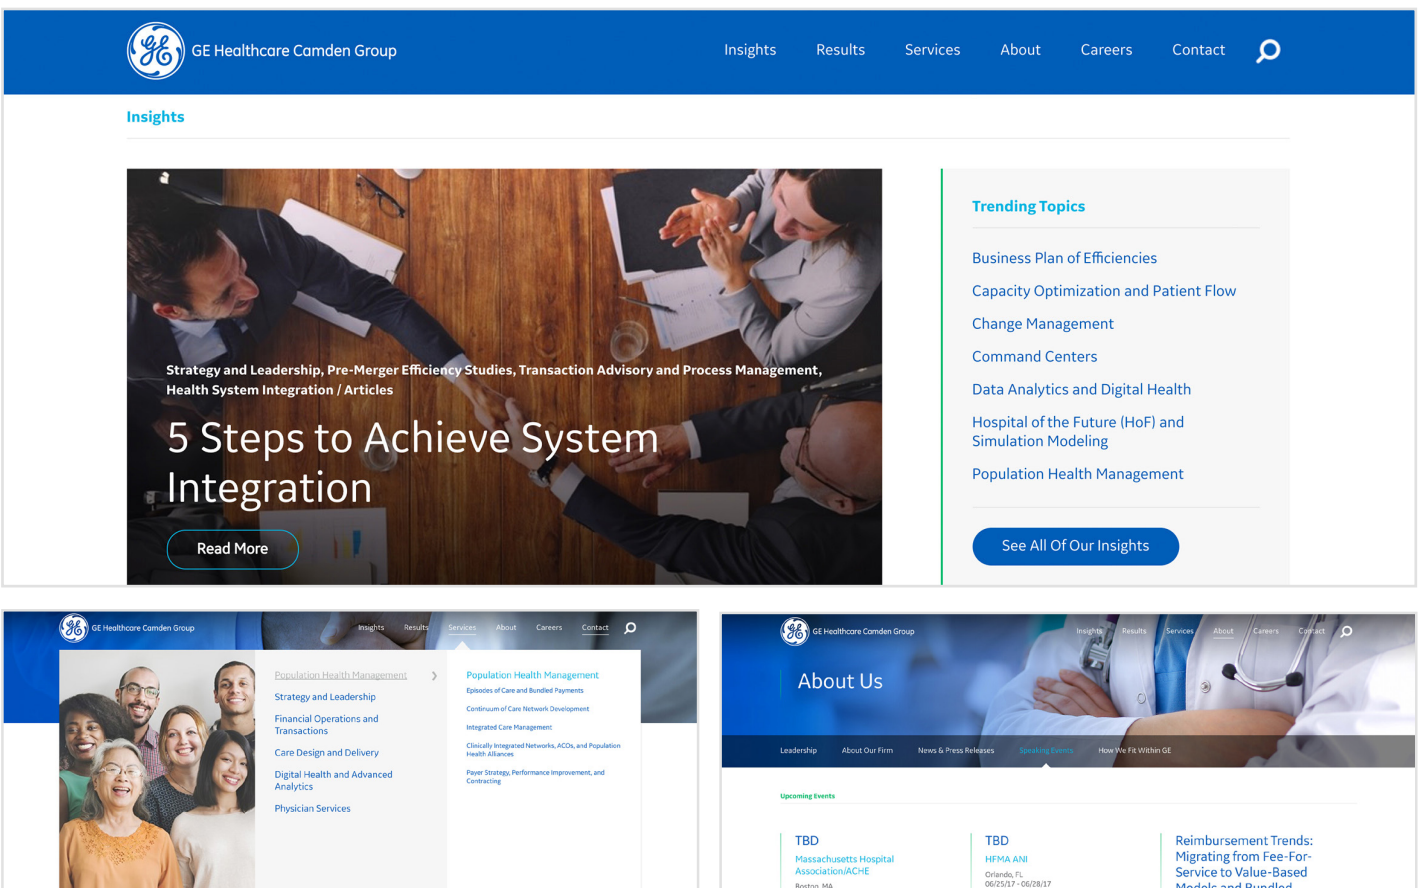 GE Healthcare Camden Group
Insights Results Services About Careers Contact
Insights
Strategy and Leadership, Pre-Merger Efficiency Studies, Transaction Advisory and Process Management,
Health System Integration / Articles
5 Steps to Achieve System
Integration
Read More
Trending Topics
Business Plan of Efficiencies
Capacity Optimization and Patient Flow
Change Management
Command Centers
Data Analytics and Digital Health
Hospital of the Future (HoF) and
Simulation Modeling
Population Health Management
See All Of Our Insights
GE Healthcare Camden Group
Insights Results Services About Careers Contact
Population Health Management
Strategy and Leadership
Financial Operations and
Transactions
Care Design and Delivery
Digital Health and Advanced
Analytics
Physician Services
Population Health Management
Episodes of Care and Bundled Payments
Continuum of Care Network Development
Integrated Care Management
Clinically Integrated Networks, ACOs, and Population
Health Alliances
Payer Strategy, Performance Improvement, and
Contracting
GE Healthcare Camden Group
Insights Results Services About Careers Contact
About Us
Leadership About Our Firm News & Press Releases Speaking Events How We Fit Within GE
Upcoming Events
TBD
Massachusetts Hospital
Association/ACHE
Boston, MA
TBD
HFMA ANI
Orlando, FL
06/25/17 - 06/28/17
Reimbursement Trends:
Migrating from Fee-For-
Service to Value-Based
Models and Bundled